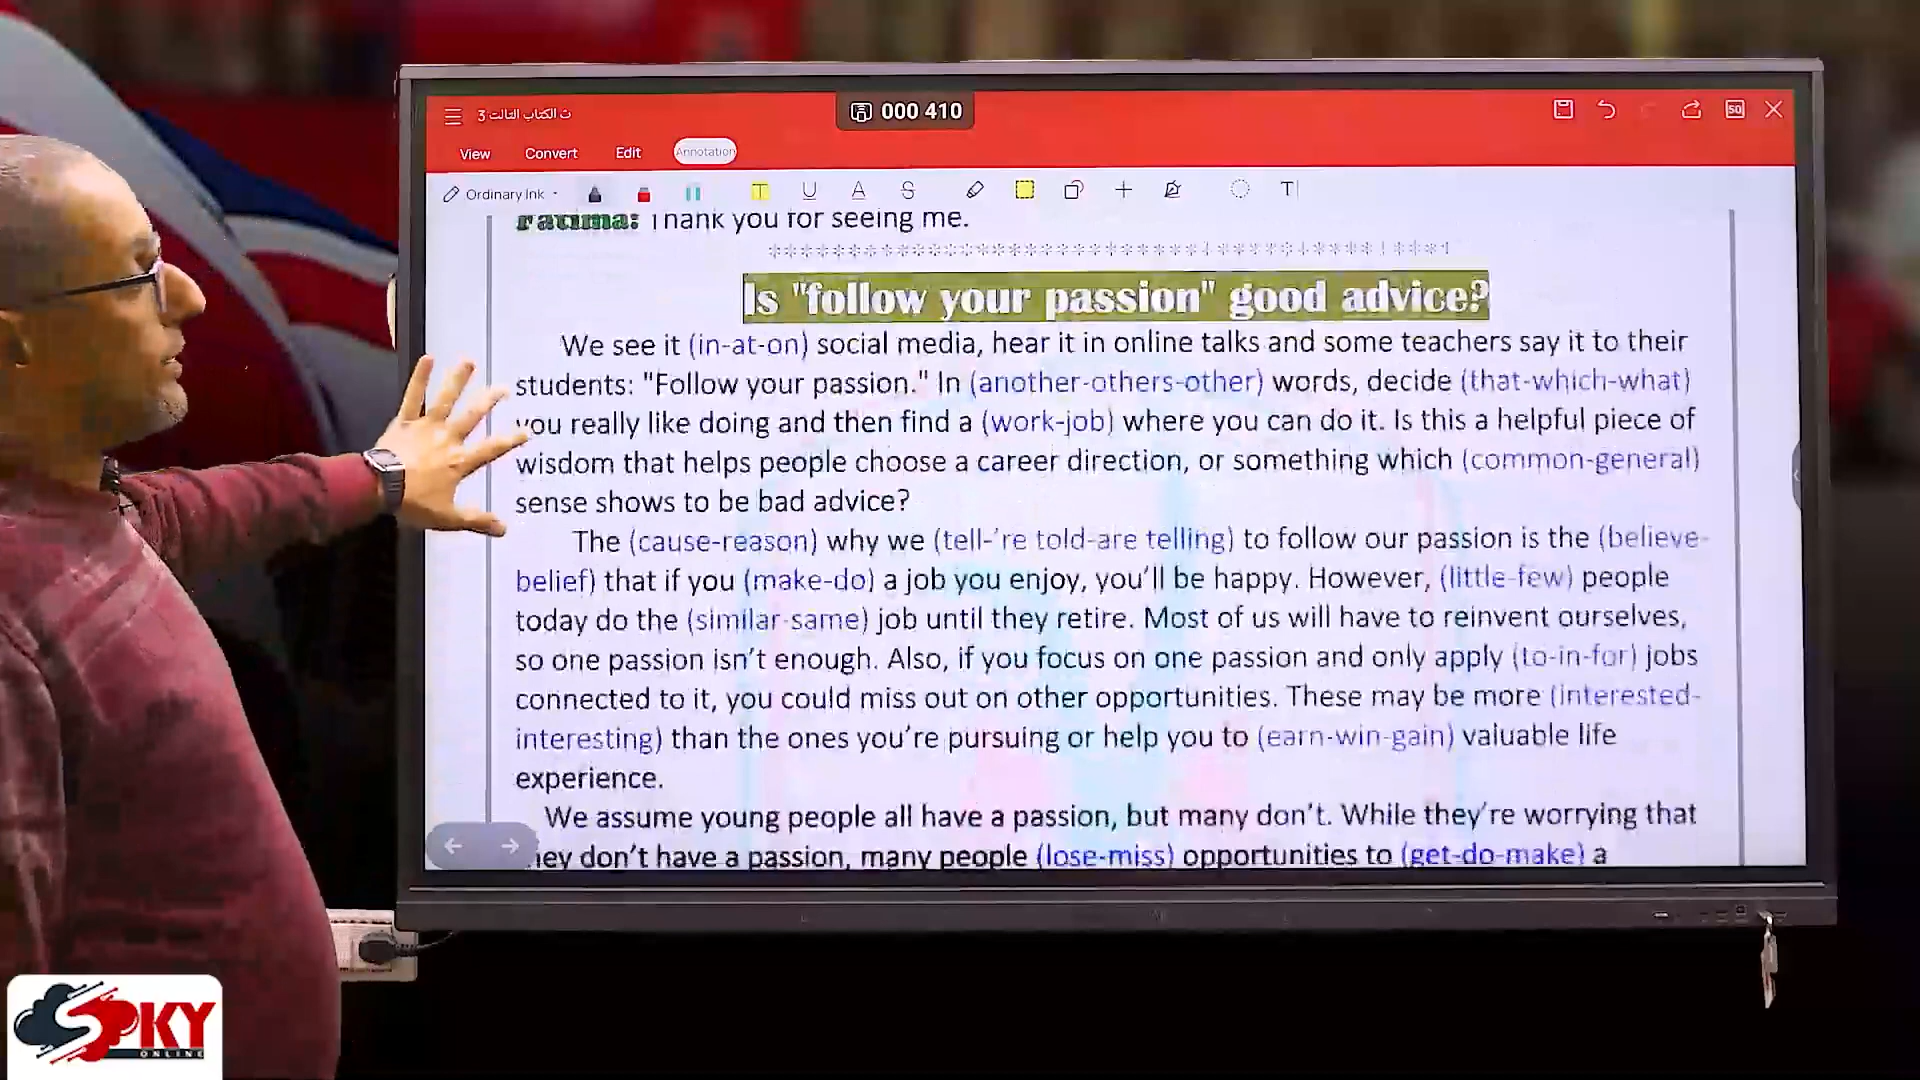 ت الكتاب التالت 3
000 410
50
View Convert Edit Annotation
Ordinary Ink
Fatima: Thank you for seeing me.
Is "follow your passion" good advice?
We see it (in-at-on) social media, hear it in online talks and some teachers say it to their
students: "Follow your passion." In (another-others-other) words, decide (that-which-what)
you really like doing and then find a (work-job) where you can do it. Is this a helpful piece of
wisdom that helps people choose a career direction, or something which (common-general)
sense shows to be bad advice?
The (cause-reason) why we (tell-'re told-are telling) to follow our passion is the (believe-
belief) that if you (make-do) a job you enjoy, you'll be happy. However, (little-few) people
today do the (similar-same) job until they retire. Most of us will have to reinvent ourselves,
so one passion isn't enough. Also, if you focus on one passion and only apply (to-in-for) jobs
connected to it, you could miss out on other opportunities. These may be more (interested-
interesting) than the ones you're pursuing or help you to (earn-win-gain) valuable life
experience.
We assume young people all have a passion, but many don't. While they're worrying that
hey don't have a passion, many people (lose-miss) opportunities to (get-do-make) a
SPKY
ONLINE